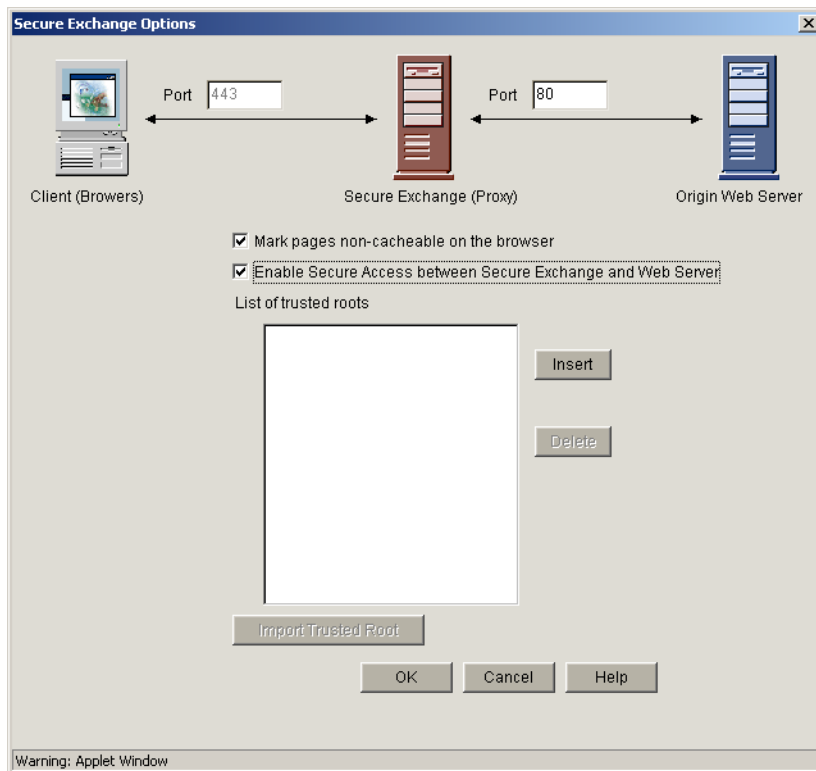 Secure Exchange Options
Port 443 Port 80
Client (Browers) Secure Exchange (Proxy) Origin Web Server
Mark pages non-cacheable on the browser
Enable Secure Access between Secure Exchange and Web Server
List of trusted roots
Insert
Delete
Import Trusted Root
OK Cancel Help
Warning: Applet Window